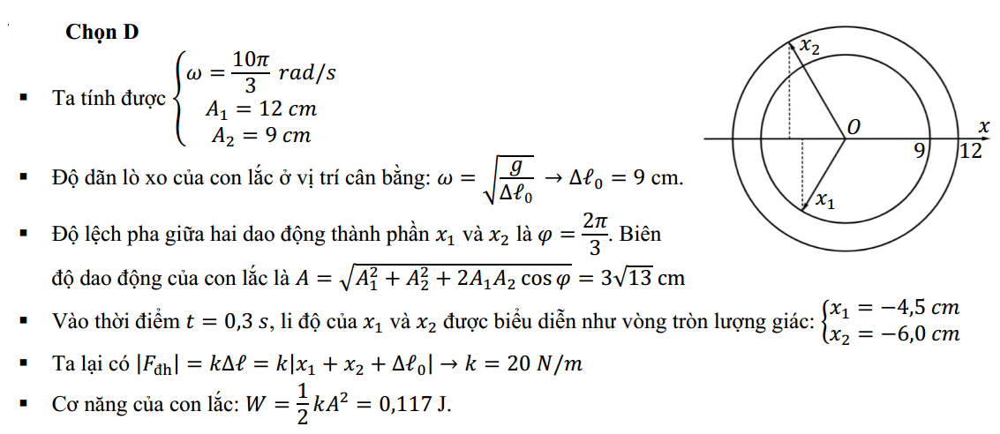 Chọn D
▪ Ta tính được { ω = 10π/3 rad/s
A₁ = 12 cm
A₂ = 9 cm
▪ Độ dãn lò xo của con lắc ở vị trí cân bằng: ω = √(g/Δℓ₀) → Δℓ₀ = 9 cm.
▪ Độ lệch pha giữa hai dao động thành phần x₁ và x₂ là φ = 2π/3. Biên
độ dao động của con lắc là A = √(A₁² + A₂² + 2A₁A₂ cos φ) = 3√13 cm
▪ Vào thời điểm t = 0,3 s, li độ của x₁ và x₂ được biểu diễn như vòng tròn lượng giác: { x₁ = −4,5 cm
x₂ = −6,0 cm
▪ Ta lại có |Fđh| = kΔℓ = k|x₁ + x₂ + Δℓ₀| → k = 20 N/m
▪ Cơ năng của con lắc: W = 1/2 kA² = 0,117 J.
x₂
O
x
9
12
x₁